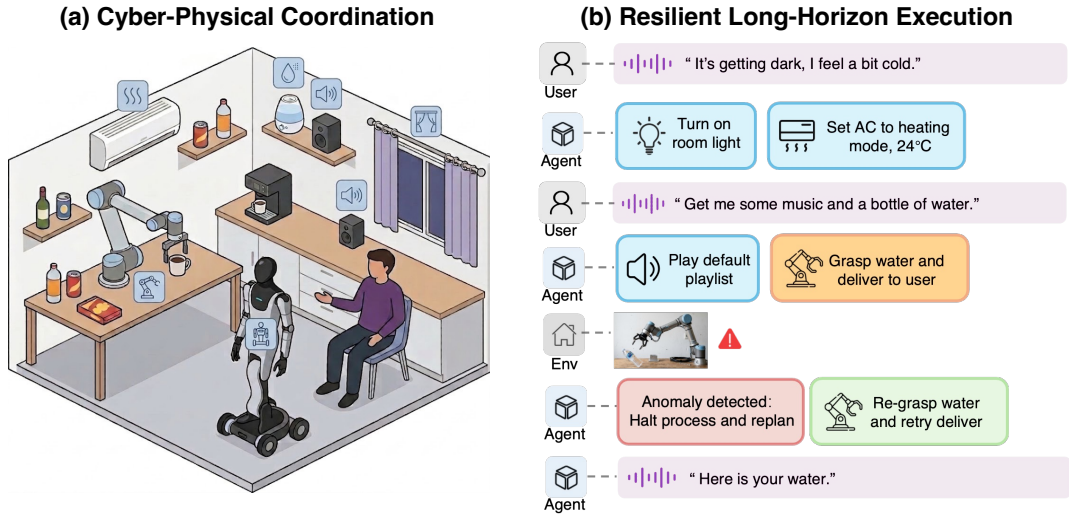 (a) Cyber-Physical Coordination
(b) Resilient Long-Horizon Execution
User
“ It's getting dark, I feel a bit cold.”
Agent
Turn on
room light
Set AC to heating
mode, 24°C
User
“ Get me some music and a bottle of water.”
Agent
Play default
playlist
Grasp water and
deliver to user
Env
Agent
Anomaly detected:
Halt process and replan
Re-grasp water
and retry deliver
Agent
“ Here is your water.”